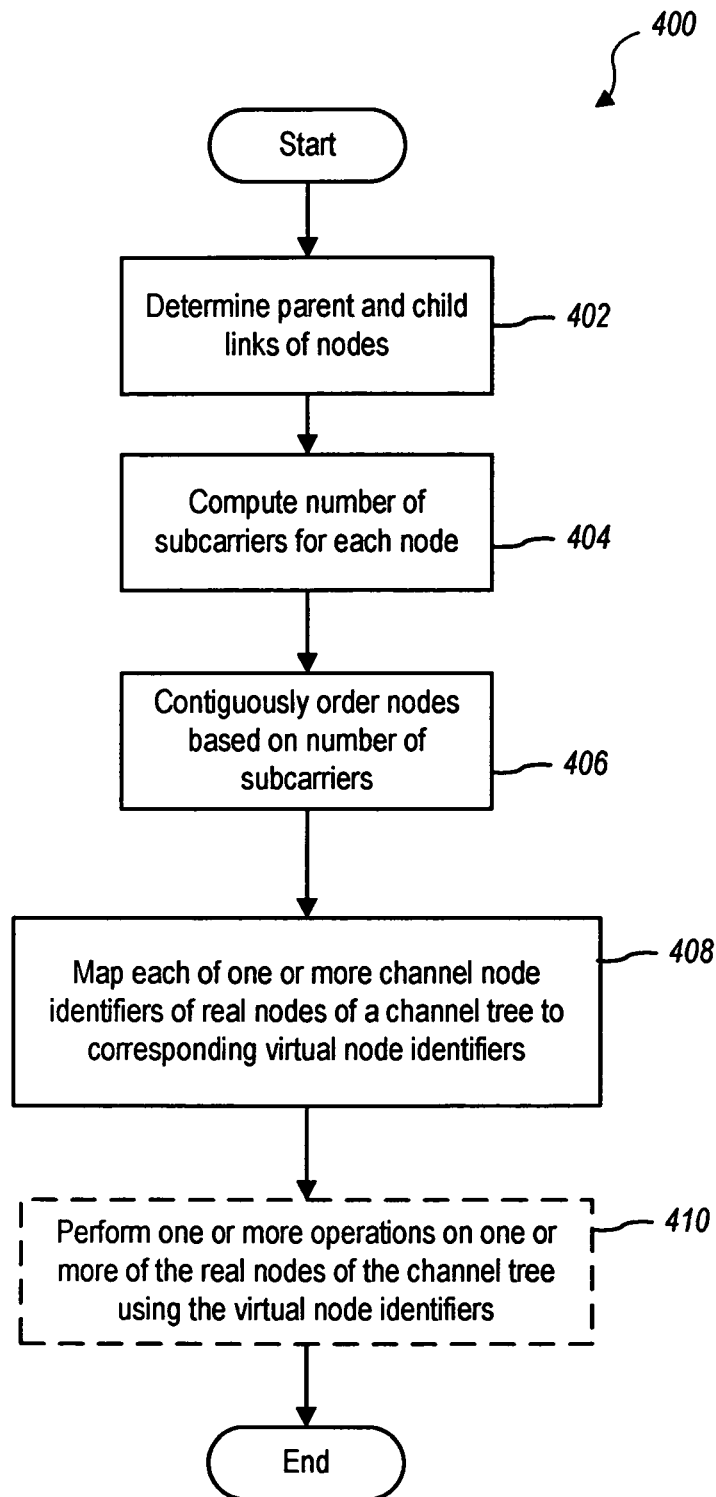 400
Start
Determine parent and child
links of nodes
402
Compute number of
subcarriers for each node
404
Contiguously order nodes
based on number of
subcarriers
406
Map each of one or more channel node
identifiers of real nodes of a channel tree to
corresponding virtual node identifiers
408
Perform one or more operations on one or
more of the real nodes of the channel tree
using the virtual node identifiers
410
End